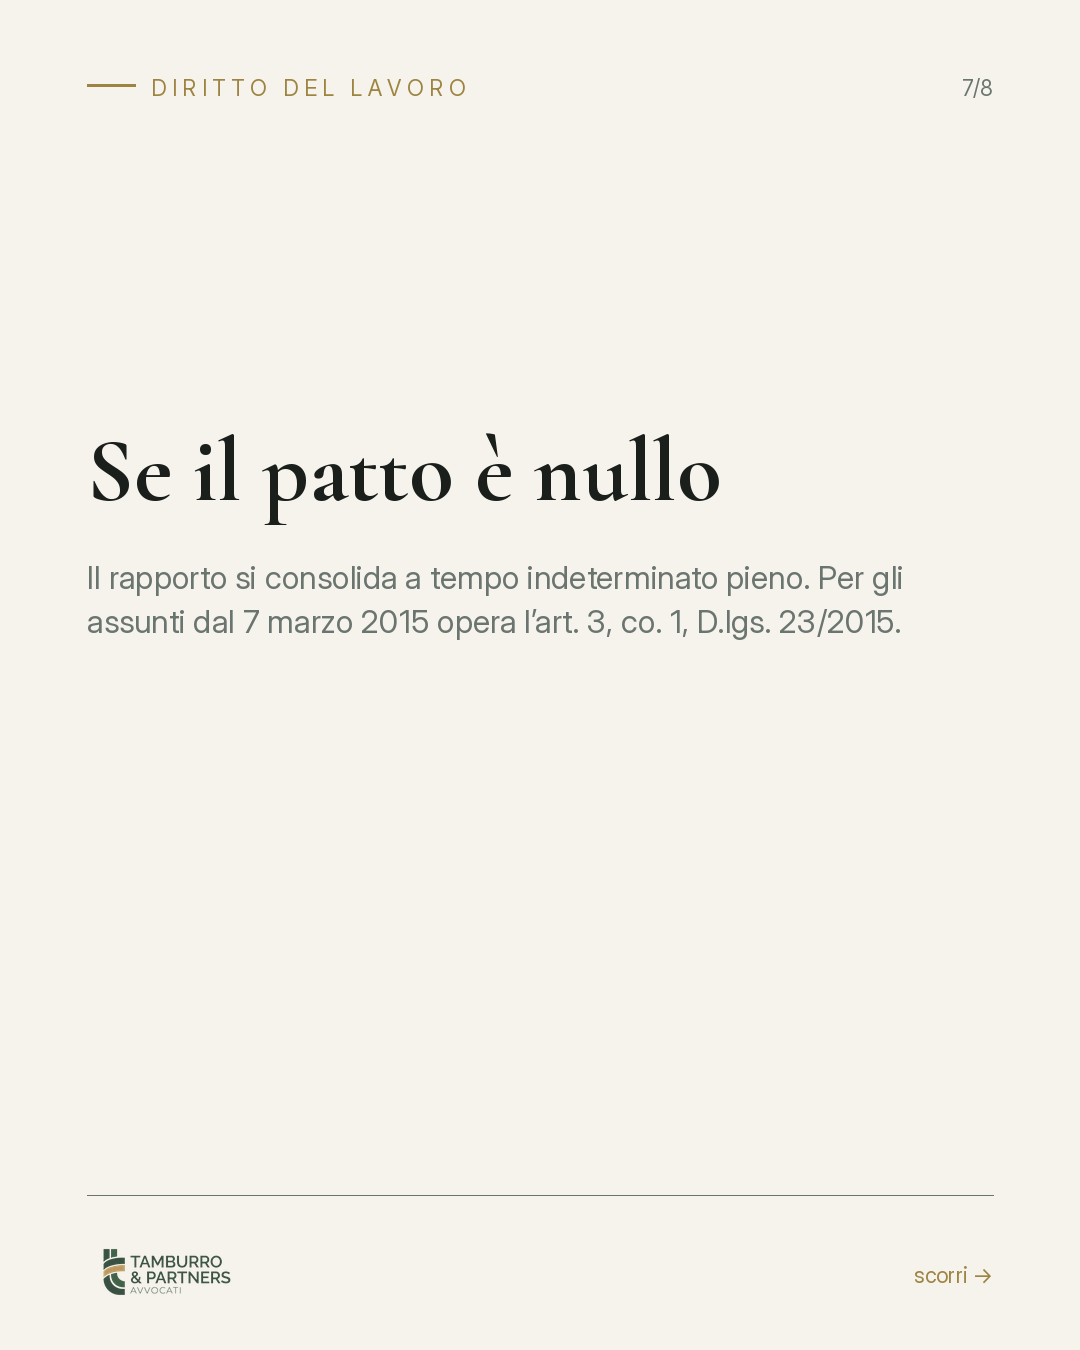 DIRITTO DEL LAVORO
7/8
Se il patto è nullo
Il rapporto si consolida a tempo indeterminato pieno. Per gli
assunti dal 7 marzo 2015 opera l’art. 3, co. 1, D.lgs. 23/2015.
TAMBURRO
& PARTNERS
AVVOCATI
scorri →